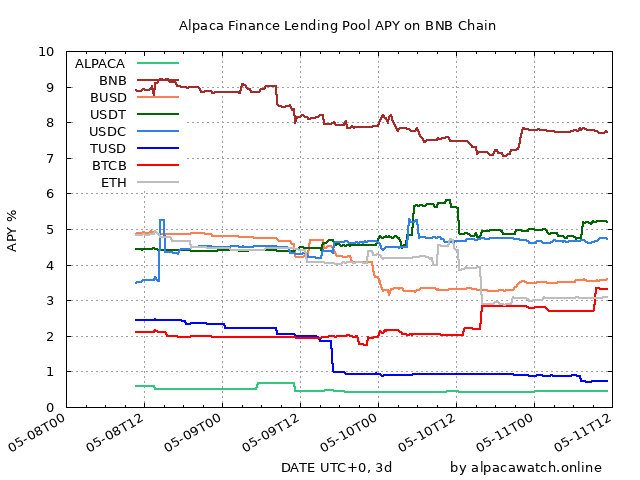 Alpaca Finance Lending Pool APY on BNB Chain
10
9
8
7
6
5
4
3
2
1
0
APY %
ALPACA
BNB
BUSD
USDT
USDC
TUSD
BTCB
ETH
05-08T00
05-08T12
05-09T00
05-09T12
05-10T00
05-10T12
05-11T00
05-11T12
DATE UTC+0, 3d
by alpacawatch.online